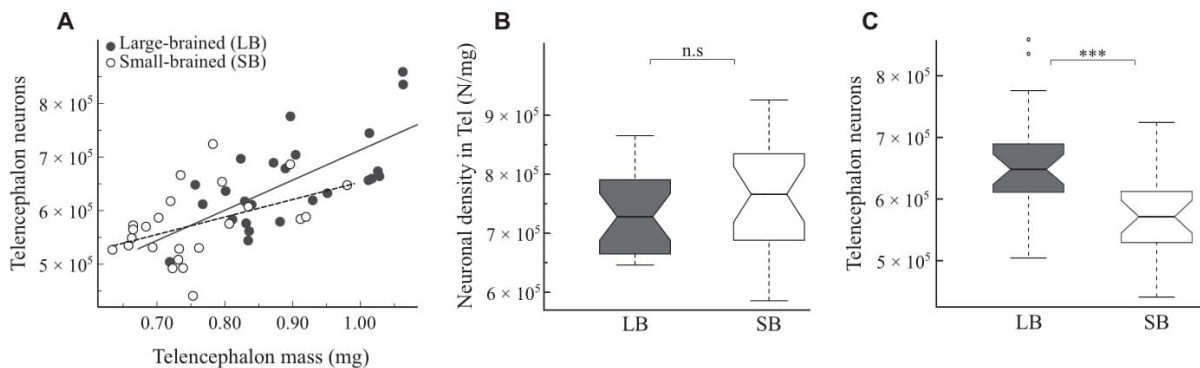 A
Large-brained (LB)
Small-brained (SB)
Telencephalon neurons
8 × 10⁵
7 × 10⁵
6 × 10⁵
5 × 10⁵
0.70 0.80 0.90 1.00
Telencephalon mass (mg)
B
n.s
Neuronal density in Tel (N/mg)
9 × 10⁵
8 × 10⁵
7 × 10⁵
6 × 10⁵
LB SB
C
***
Telencephalon neurons
8 × 10⁵
7 × 10⁵
6 × 10⁵
5 × 10⁵
LB SB